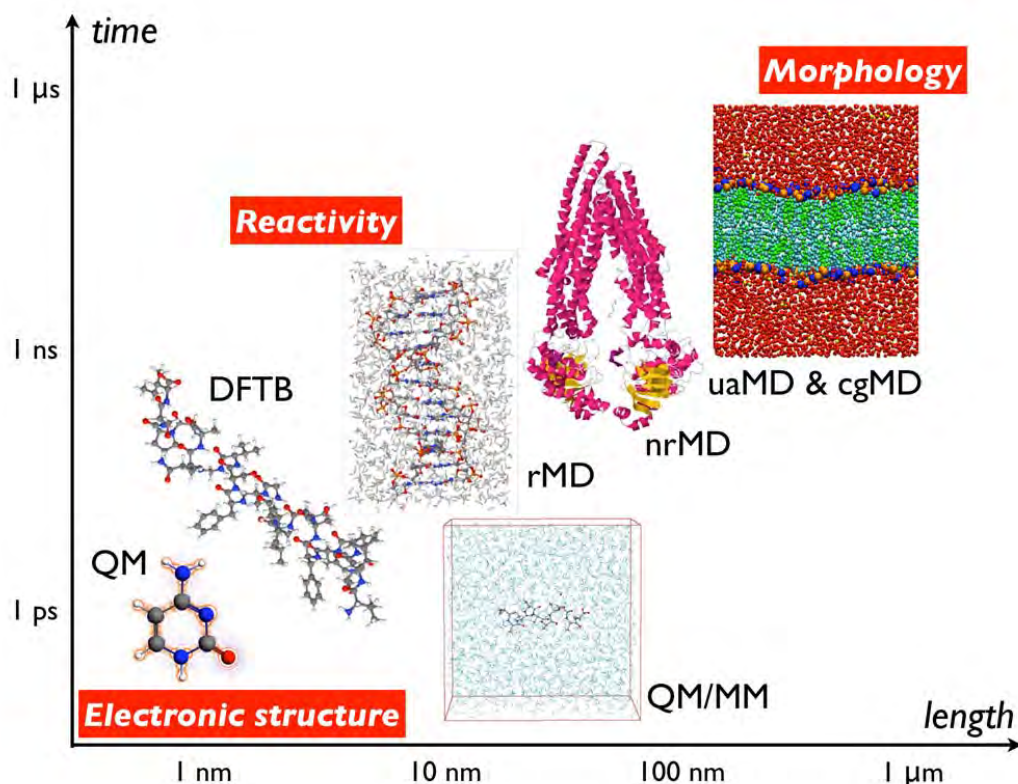 time
1 µs
Morphology
Reactivity
1 ns
DFTB
uaMD & cgMD
nrMD
rMD
QM
1 ps
QM/MM
Electronic structure
length
1 nm
10 nm
100 nm
1 µm